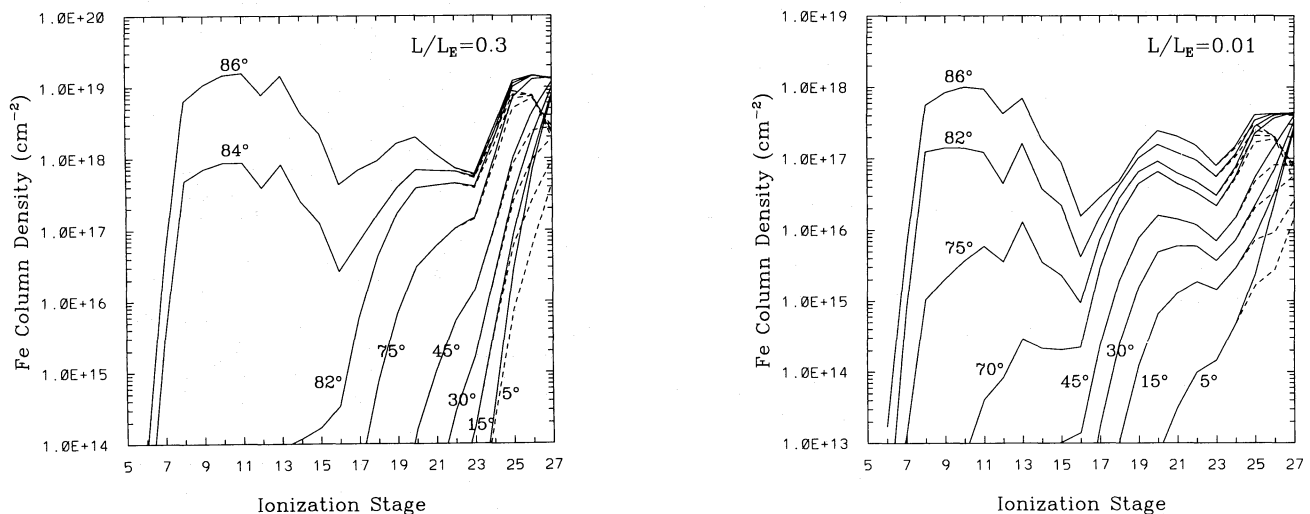 Fe Column Density (cm⁻²)
1.0E+20
1.0E+19
1.0E+18
1.0E+17
1.0E+16
1.0E+15
1.0E+14
L/L_E=0.3
86°
84°
82°
75°
45°
30°
15°
5°
5 7 9 11 13 15 17 19 21 23 25 27
Ionization Stage
Fe Column Density (cm⁻²)
1.0E+19
1.0E+18
1.0E+17
1.0E+16
1.0E+15
1.0E+14
1.0E+13
L/L_E=0.01
86°
82°
75°
70°
45°
30°
15°
5°
5 7 9 11 13 15 17 19 21 23 25 27
Ionization Stage